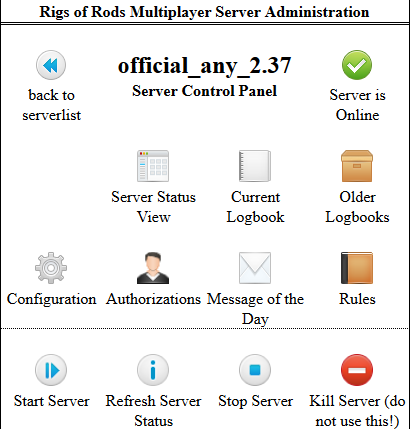 Rigs of Rods Multiplayer Server Administration
official_any_2.37
Server Control Panel
back to
serverlist
Server is
Online
Server Status
View
Current
Logbook
Older
Logbooks
Configuration
Authorizations
Message of the
Day
Rules
Start Server
Refresh Server
Status
Stop Server
Kill Server (do
not use this!)